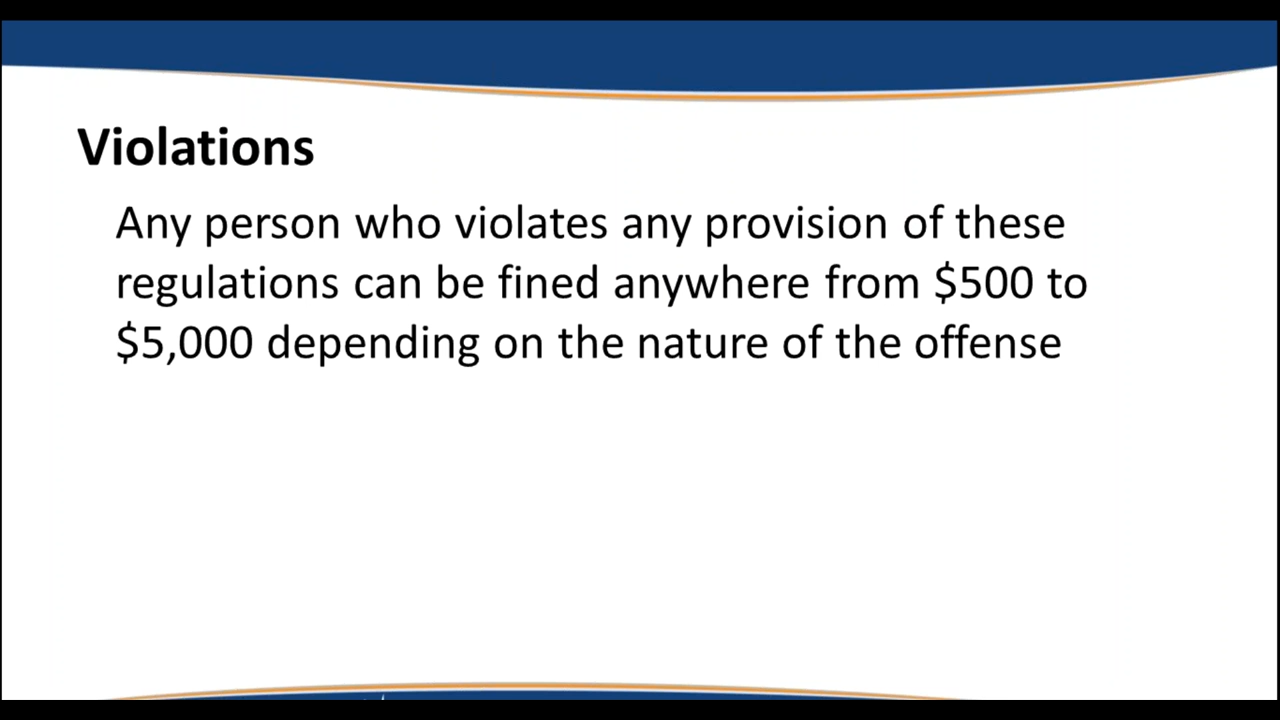 Violations
Any person who violates any provision of these
regulations can be fined anywhere from $500 to
$5,000 depending on the nature of the offense